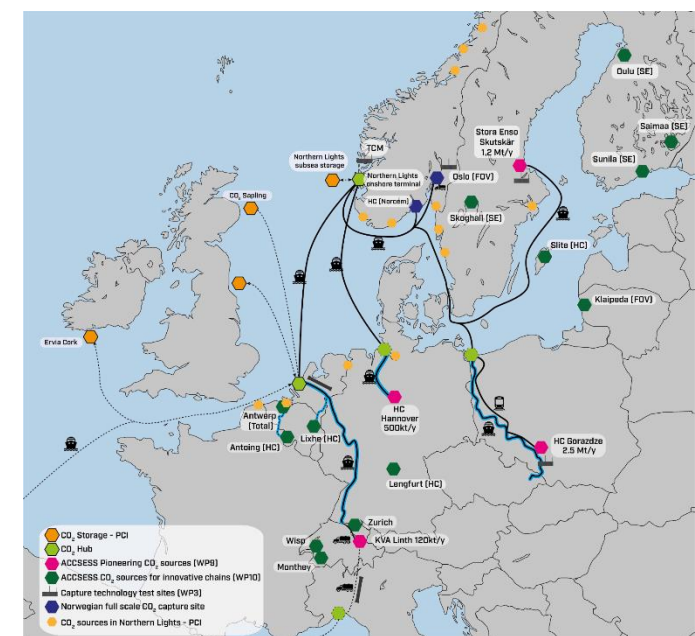 Oulu (SE)
Saimaa (SE)
Sunila (SE)
Stora Enso
Skutskär
1.2 Mt/y
TCM
Northern Lights
subsea storage
Northern Lights
onshore terminal
Oslo (FOV)
HC (Norcem)
Skoghall (SE)
CO₂ Sapling
Slite (HC)
Klaipeda (FOV)
Ervia Cork
Antwerp
(Total)
Antoing (HC)
Lixhe (HC)
HC
Hannover
500kt/y
HC Gorazdze
2.5 Mt/y
Lengfurt (HC)
Zurich
KVA Linth 120kt/y
Wisp
Monthey
CO₂ Storage - PCI
CO₂ Hub
ACCSESS Pioneering CO₂ sources (WP9)
ACCSESS CO₂ sources for innovative chains (WP10)
Capture technology test sites (WP3)
Norwegian full scale CO₂ capture site
CO₂ sources in Northern Lights - PCI